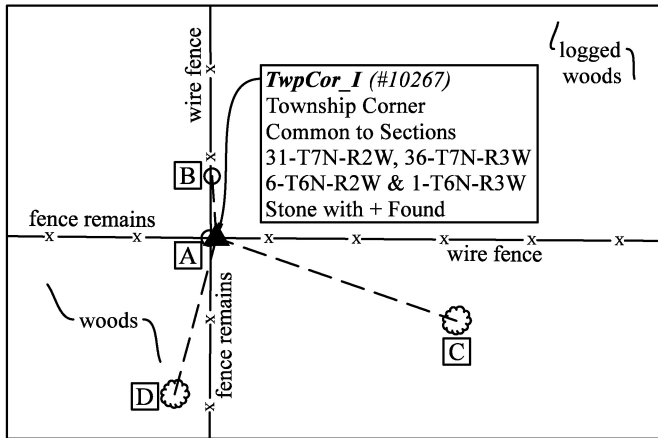 wire fence
logged
woods
TwpCor_I (#10267)
Township Corner
Common to Sections
31-T7N-R2W, 36-T7N-R3W
6-T6N-R2W & 1-T6N-R3W
Stone with + Found
B
fence remains
A
wire fence
woods
fence remains
C
D